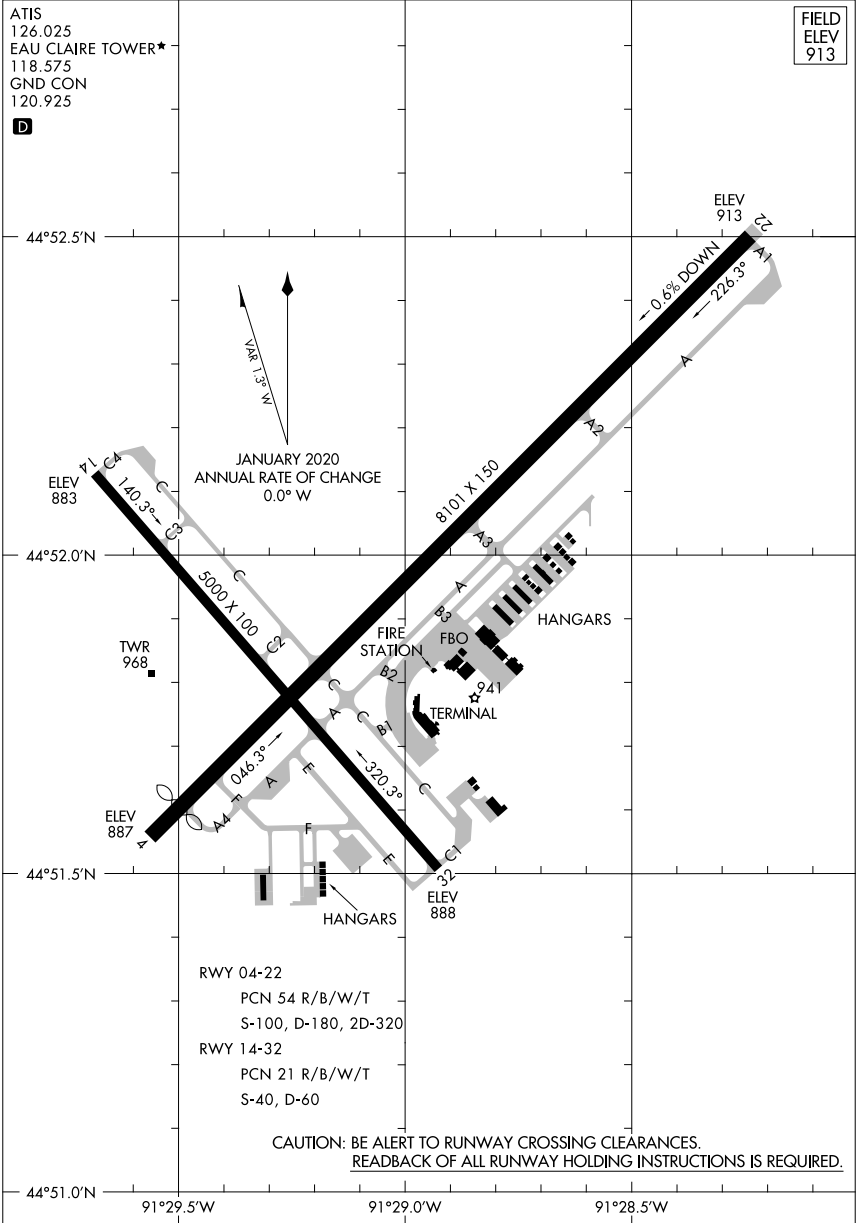 ATIS
126.025
EAU CLAIRE TOWER★
118.575
GND CON
120.925
D
FIELD
ELEV
913
ELEV
913
22
44°52.5'N
A1
0.6% DOWN
226.3°
VAR 1.3° W
A
A2
JANUARY 2020
ANNUAL RATE OF CHANGE
0.0° W
8101 X 150
14
C4
ELEV
883
C
140.3°
C3
A3
44°52.0'N
C
5000 X 100
A
B3
HANGARS
TWR
968
C2
FIRE
STATION
FBO
B2
C
941
TERMINAL
A
C
B1
046.3°
E
A
320.3°
C
F
ELEV
887
4
A4
F
E
C1
44°51.5'N
32
ELEV
888
HANGARS
RWY 04-22
PCN 54 R/B/W/T
S-100, D-180, 2D-320
RWY 14-32
PCN 21 R/B/W/T
S-40, D-60
CAUTION: BE ALERT TO RUNWAY CROSSING CLEARANCES.
READBACK OF ALL RUNWAY HOLDING INSTRUCTIONS IS REQUIRED.
44°51.0'N
91°29.5'W
91°29.0'W
91°28.5'W